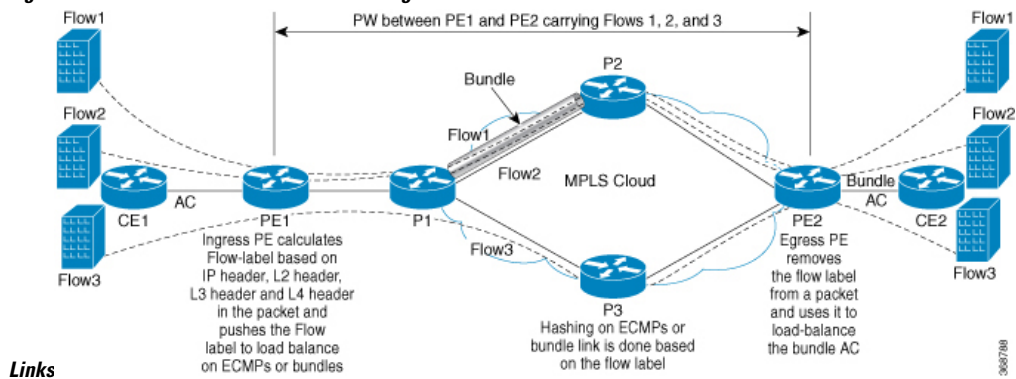 PW between PE1 and PE2 carrying Flows 1, 2, and 3
Flow1
Flow1
P2
Bundle
Flow2
Flow1
Flow2
Flow2
MPLS Cloud
Bundle
AC
AC
CE1
PE1
P1
PE2
CE2
Flow3
Flow3
Flow3
Ingress PE calculates
Flow-label based on
IP header, L2 header,
L3 header and L4 header
in the packet and
pushes the Flow
label to load balance
on ECMPs or bundles
P3
Hashing on ECMPs or
bundle link is done based
on the flow label
Egress PE
removes
the flow label
from a packet
and uses it to
load-balance
the bundle AC
368788
Links